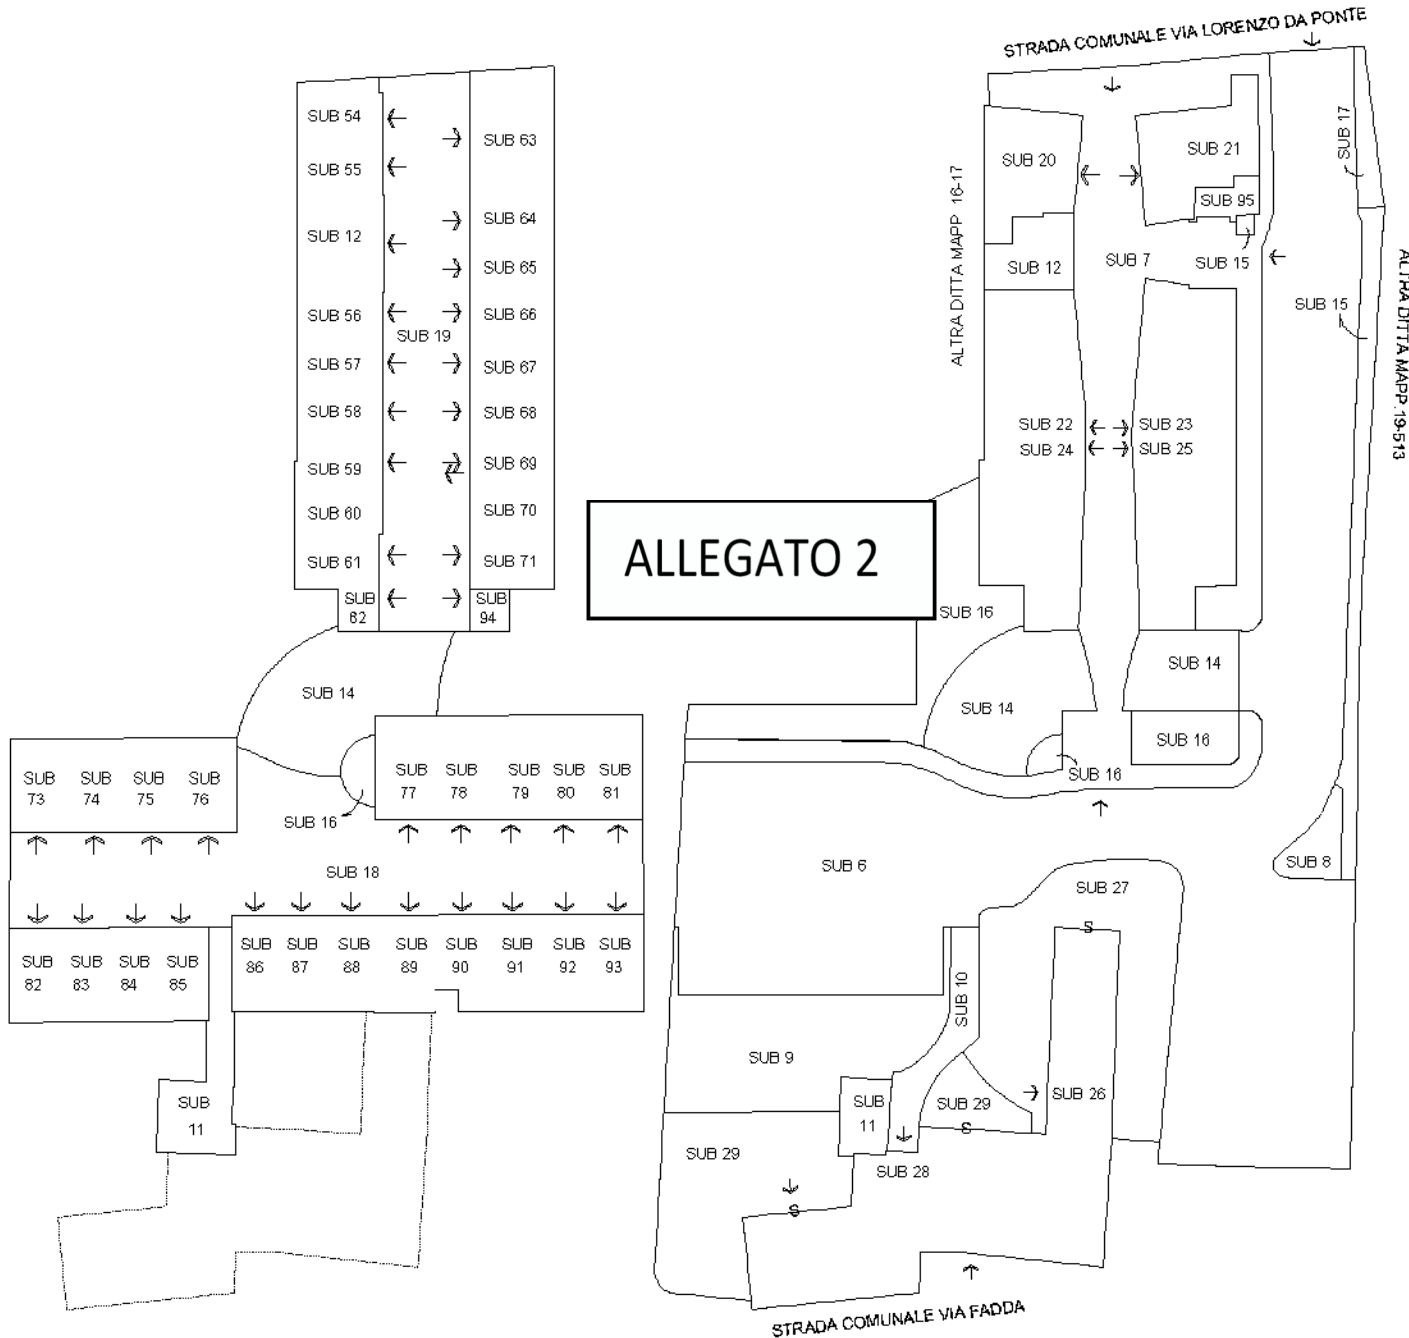 STRADA COMUNALE VIA LORENZO DA PONTE
SUB 54
SUB 63
SUB 55
SUB 64
SUB 12
SUB 65
SUB 56
SUB 66
SUB 19
SUB 57
SUB 67
SUB 58
SUB 68
SUB 59
SUB 69
SUB 60
SUB 70
SUB 61
SUB 71
SUB
62
SUB
94
SUB 14
SUB
73
SUB
74
SUB
75
SUB
76
SUB
77
SUB
78
SUB
79
SUB
80
SUB
81
SUB 16
SUB 18
SUB
82
SUB
83
SUB
84
SUB
85
SUB
86
SUB
87
SUB
88
SUB
89
SUB
90
SUB
91
SUB
92
SUB
93
SUB
11
ALLEGATO 2
SUB 17
SUB 20
SUB 21
SUB 95
ALTRA DITTA MAPP. 16-17
SUB 12
SUB 7
SUB 15
SUB 15
ALTRA DITTA MAPP. 19-513
SUB 22
SUB 23
SUB 24
SUB 25
SUB 16
SUB 14
SUB 14
SUB 16
SUB 16
SUB 6
SUB 8
SUB 27
S
SUB 10
SUB 9
SUB
11
SUB 29
S
SUB 26
SUB 29
SUB 28
S
STRADA COMUNALE VIA FADDA